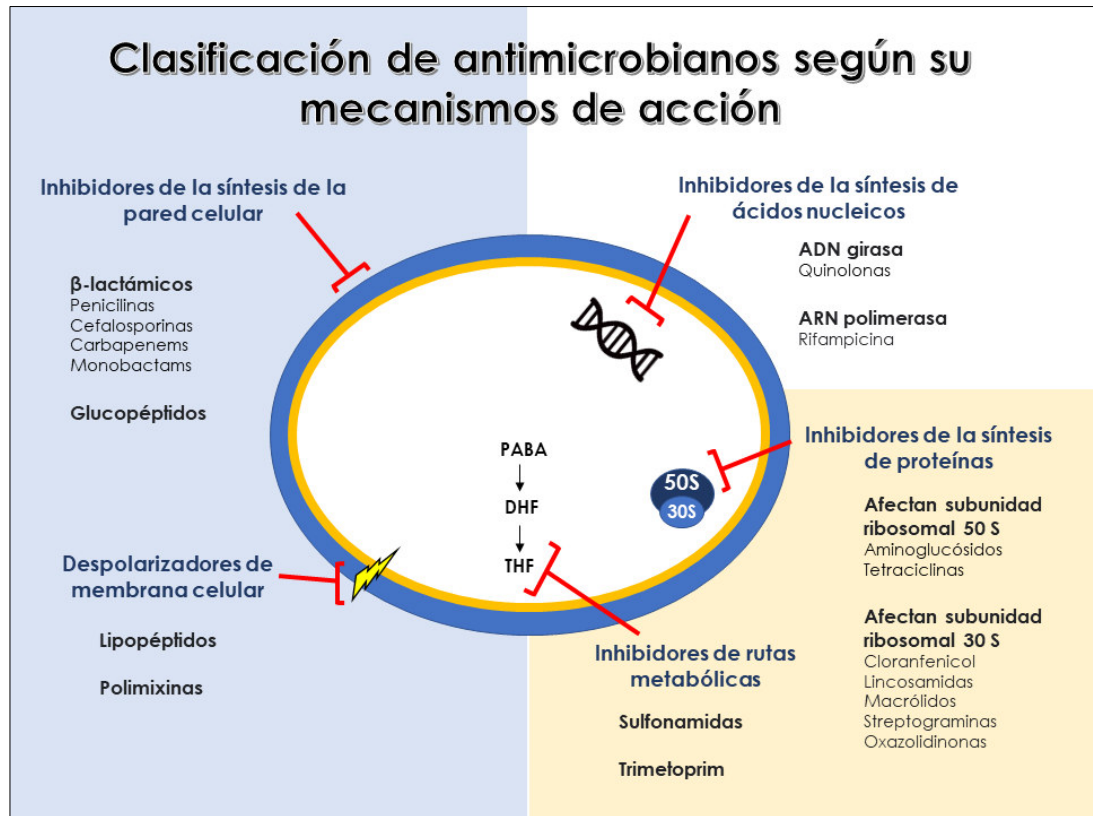 Clasificación de antimicrobianos según su
mecanismos de acción
Inhibidores de la síntesis de la
pared celular
β-lactámicos
Penicilinas
Cefalosporinas
Carbapenems
Monobactams
Glucopéptidos
Despolarizadores de
membrana celular
Lipopéptidos
Polimixinas
PABA
DHF
THF
50S
30S
Inhibidores de la síntesis de
ácidos nucleicos
ADN girasa
Quinolonas
ARN polimerasa
Rifampicina
Inhibidores de la síntesis
de proteínas
Afectan subunidad
ribosomal 50 S
Aminoglucósidos
Tetraciclinas
Afectan subunidad
ribosomal 30 S
Cloranfenicol
Lincosamidas
Macrólidos
Streptograminas
Oxazolidinonas
Inhibidores de rutas
metabólicas
Sulfonamidas
Trimetoprim